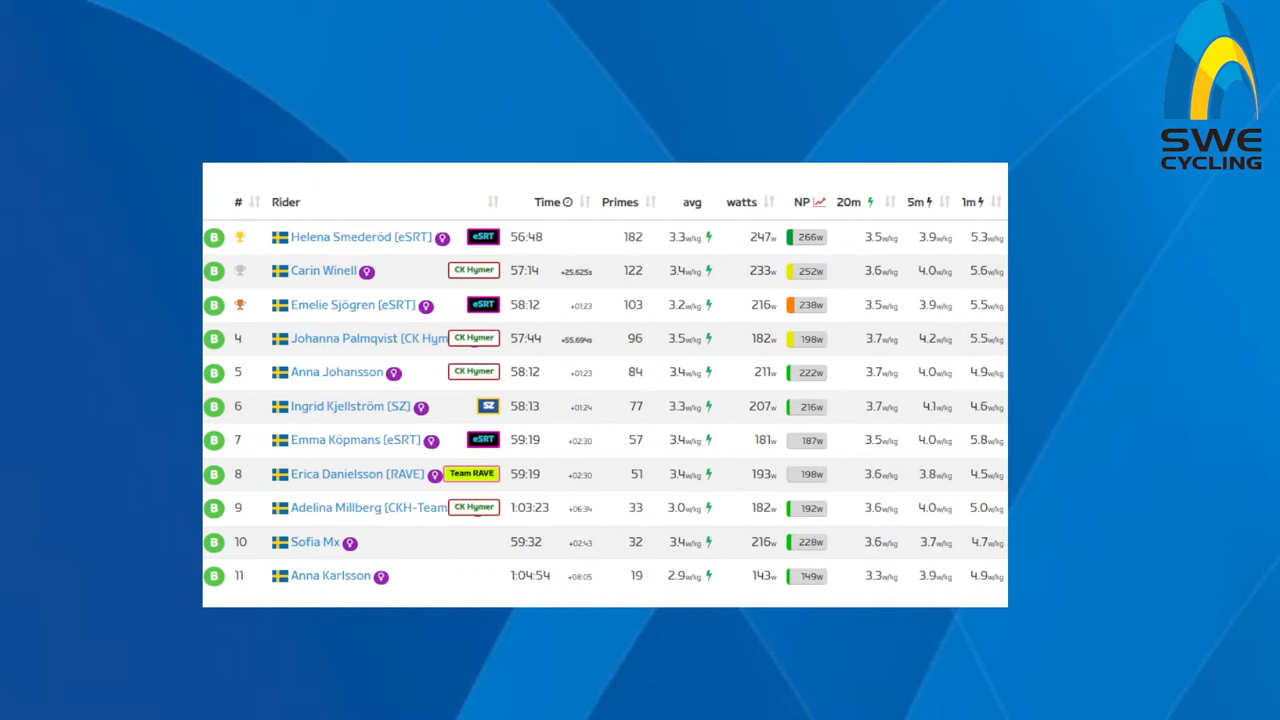 SWE
CYCLING
# Rider Time Primes avg watts NP 20m 5m 1m
B Helena Smederöd [eSRT] eSRT 56:48 182 3.3w/kg 247w 266w 3.5w/kg 3.9w/kg 5.3w/kg
B Carin Winell CK Hymer 57:14 +25.625s 122 3.4w/kg 233w 252w 3.6w/kg 4.0w/kg 5.6w/kg
B Emelie Sjögren [eSRT] eSRT 58:12 +01:23 103 3.2w/kg 216w 238w 3.5w/kg 3.9w/kg 5.5w/kg
B 4 Johanna Palmqvist [CK Hym CK Hymer 57:44 +55.694s 96 3.5w/kg 182w 198w 3.7w/kg 4.2w/kg 5.5w/kg
B 5 Anna Johansson CK Hymer 58:12 +01:23 84 3.4w/kg 211w 222w 3.7w/kg 4.0w/kg 4.9w/kg
B 6 Ingrid Kjellström [SZ] SZ 58:13 +01:24 77 3.3w/kg 207w 216w 3.7w/kg 4.1w/kg 4.6w/kg
B 7 Emma Köpmans [eSRT] eSRT 59:19 +02:30 57 3.4w/kg 181w 187w 3.5w/kg 4.0w/kg 5.8w/kg
B 8 Erica Danielsson [RAVE] Team RAVE 59:19 +02:30 51 3.4w/kg 193w 198w 3.6w/kg 3.8w/kg 4.5w/kg
B 9 Adelina Millberg [CKH-Team CK Hymer 1:03:23 +06:34 33 3.0w/kg 182w 192w 3.6w/kg 4.0w/kg 5.0w/kg
B 10 Sofia Mx 59:32 +02:43 32 3.4w/kg 216w 228w 3.6w/kg 3.7w/kg 4.7w/kg
B 11 Anna Karlsson 1:04:54 +08:05 19 2.9w/kg 143w 149w 3.3w/kg 3.9w/kg 4.9w/kg